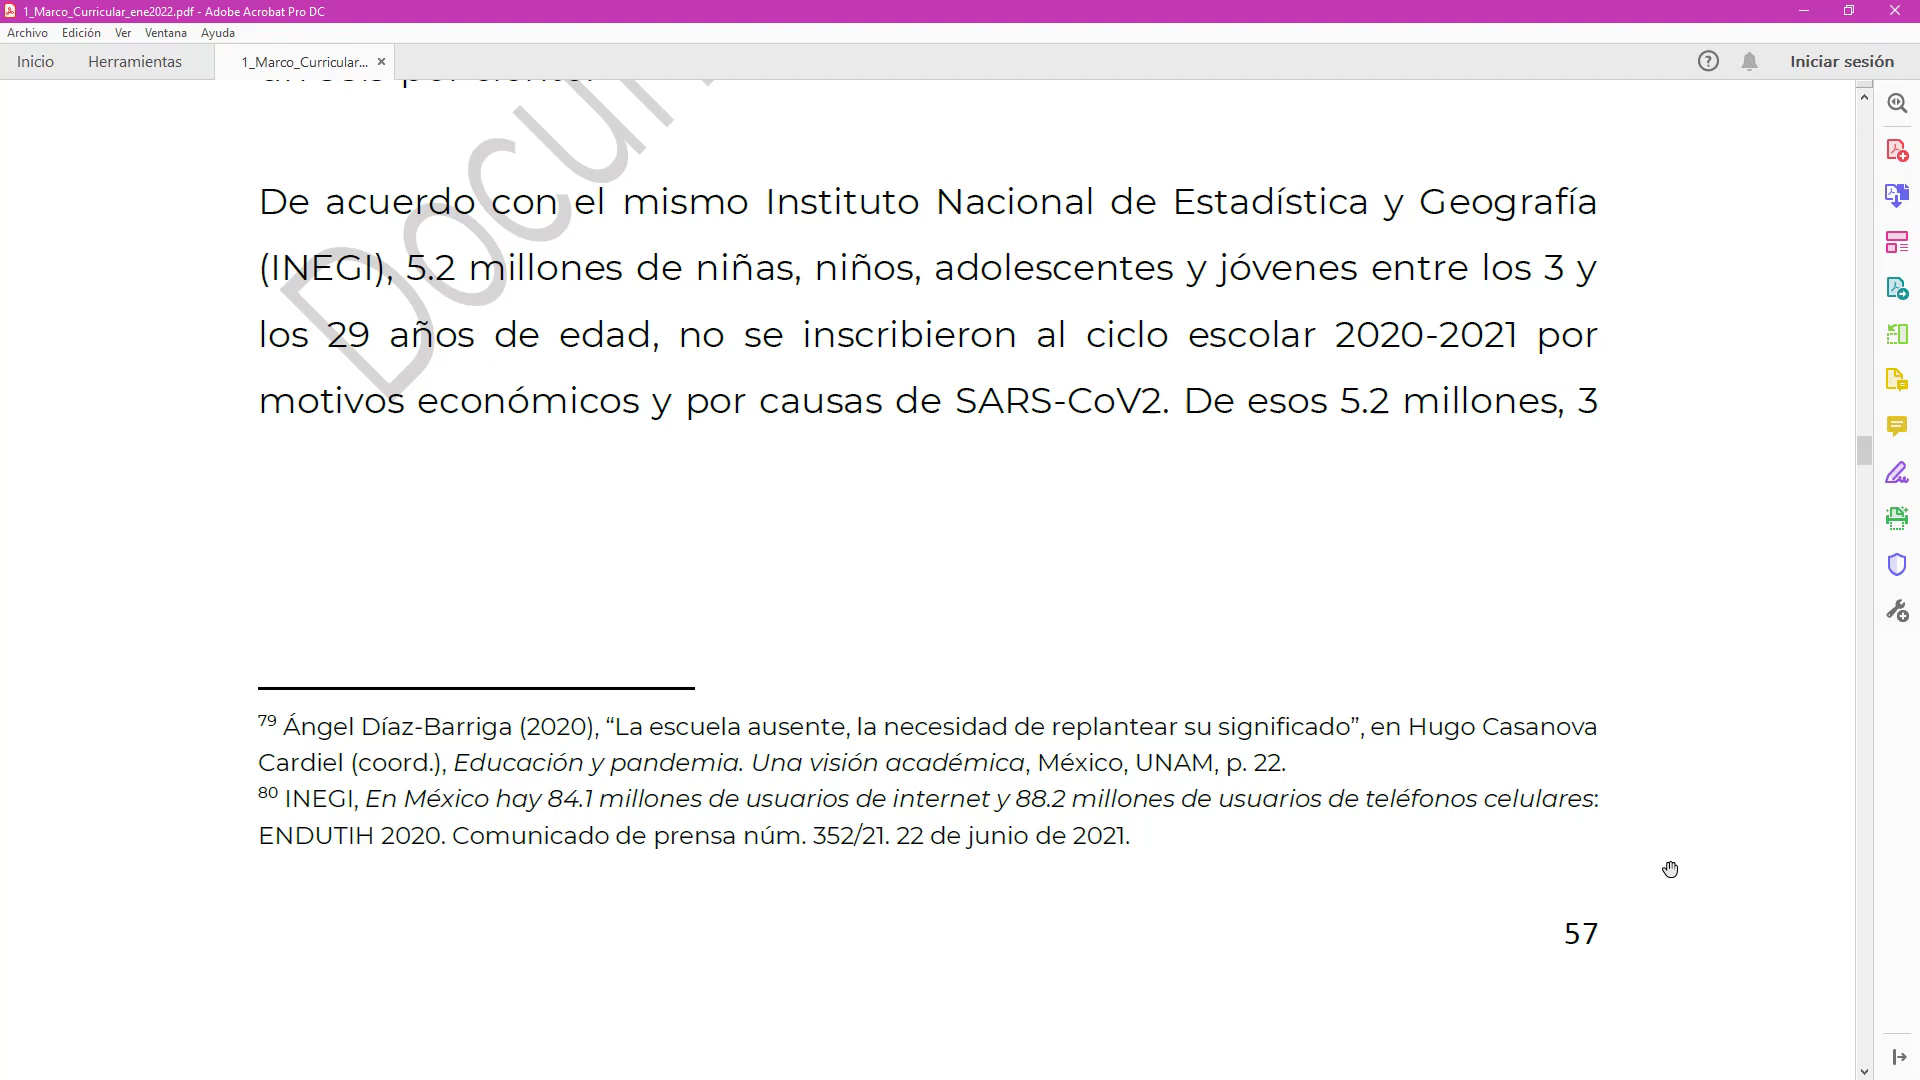 1_Marco_Curricular_ene2022.pdf - Adobe Acrobat Pro DC
Archivo Edición Ver Ventana Ayuda
Inicio Herramientas 1_Marco_Curricular... × Iniciar sesión
Docum
De acuerdo con el mismo Instituto Nacional de Estadística y Geografía
(INEGI), 5.2 millones de niñas, niños, adolescentes y jóvenes entre los 3 y
los 29 años de edad, no se inscribieron al ciclo escolar 2020-2021 por
motivos económicos y por causas de SARS-CoV2. De esos 5.2 millones, 3
79 Ángel Díaz-Barriga (2020), “La escuela ausente, la necesidad de replantear su significado”, en Hugo Casanova
Cardiel (coord.), Educación y pandemia. Una visión académica, México, UNAM, p. 22.
80 INEGI, En México hay 84.1 millones de usuarios de internet y 88.2 millones de usuarios de teléfonos celulares:
ENDUTIH 2020. Comunicado de prensa núm. 352/21. 22 de junio de 2021.
57